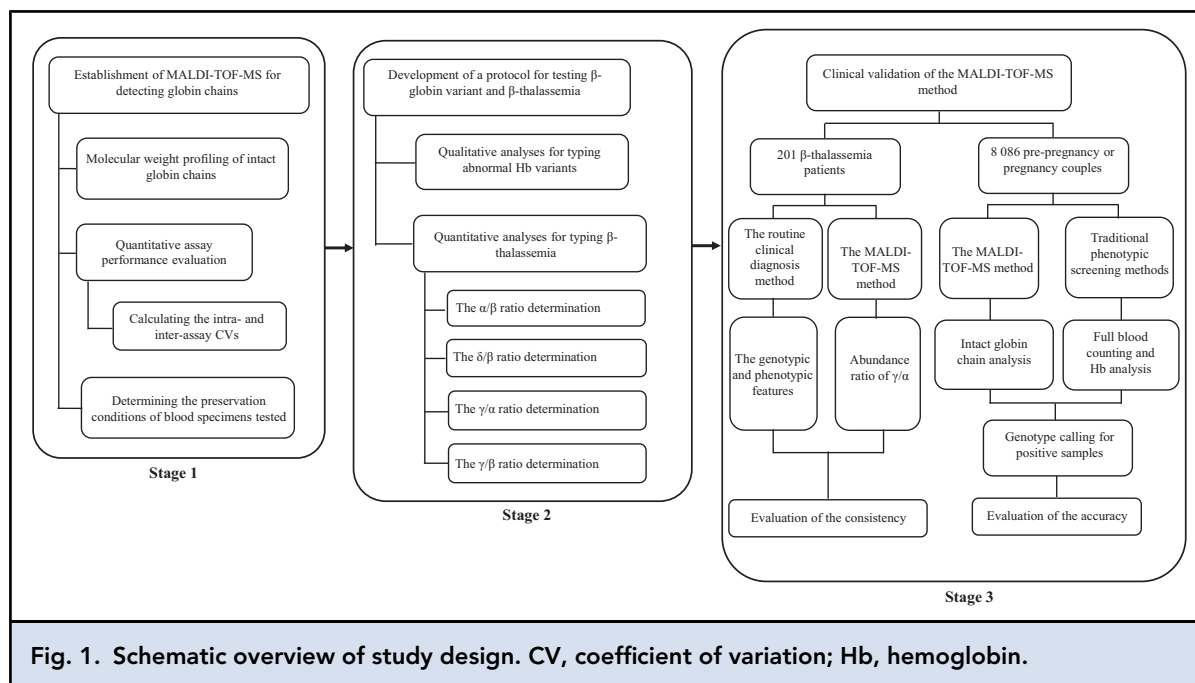 Establishment of MALDI-TOF-MS for
detecting globin chains
Molecular weight profiling of intact
globin chains
Quantitative assay
performance evaluation
Calculating the intra- and
inter-assay CVs
Determining the preservation
conditions of blood specimens tested
Stage 1
Development of a protocol for testing β-
globin variant and β-thalassemia
Qualitative analyses for typing
abnormal Hb variants
Quantitative analyses for typing β-
thalassemia
The α/β ratio determination
The δ/β ratio determination
The γ/α ratio determination
The γ/β ratio determination
Stage 2
Clinical validation of the MALDI-TOF-MS
method
201 β-thalassemia
patients
8 086 pre-pregnancy or
pregnancy couples
The routine
clinical
diagnosis
method
The MALDI-
TOF-MS
method
The MALDI-
TOF-MS method
Traditional
phenotypic
screening methods
The genotypic
and phenotypic
features
Abundance
ratio of γ/α
Intact globin
chain analysis
Full blood
counting and
Hb analysis
Genotype calling for
positive samples
Evaluation of the consistency
Evaluation of the accuracy
Stage 3
Fig. 1. Schematic overview of study design. CV, coefficient of variation; Hb, hemoglobin.